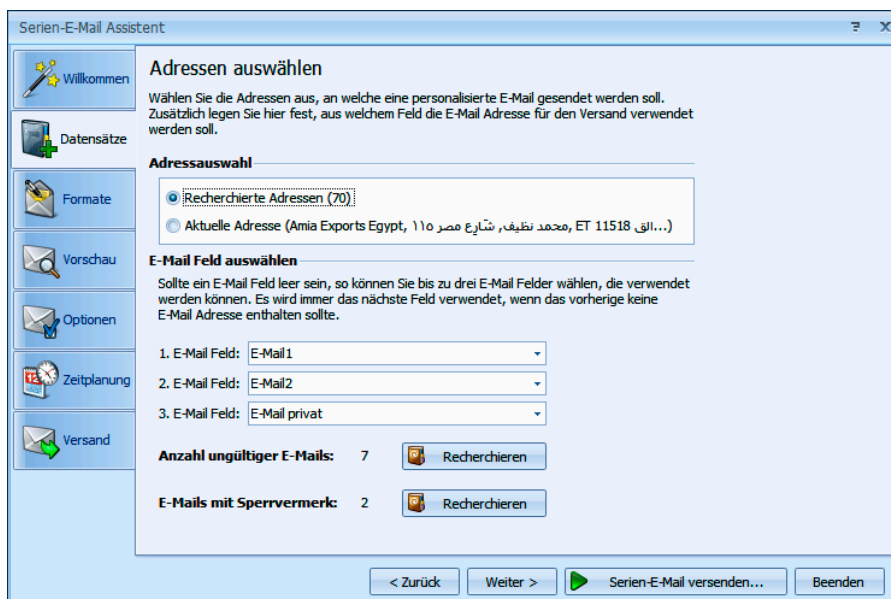 Serien-E-Mail Assistent
Willkommen
Datensätze
Formate
Vorschau
Optionen
Zeitplanung
Versand
Adressen auswählen
Wählen Sie die Adressen aus, an welche eine personalisierte E-Mail gesendet werden soll.
Zusätzlich legen Sie hier fest, aus welchem Feld die E-Mail Adresse für den Versand verwendet
werden soll.
Adressauswahl
Recherchierte Adressen (70)
Aktuelle Adresse (Amia Exports Egypt, محمد نظيف, شارع مصر ١١٥, ET 11518 الق...)
E-Mail Feld auswählen
Sollte ein E-Mail Feld leer sein, so können Sie bis zu drei E-Mail Felder wählen, die verwendet
werden können. Es wird immer das nächste Feld verwendet, wenn das vorherige keine
E-Mail Adresse enthalten sollte.
1. E-Mail Feld: E-Mail1
2. E-Mail Feld: E-Mail2
3. E-Mail Feld: E-Mail privat
Anzahl ungültiger E-Mails: 7 Recherchieren
E-Mails mit Sperrvermerk: 2 Recherchieren
< Zurück Weiter > Serien-E-Mail versenden... Beenden